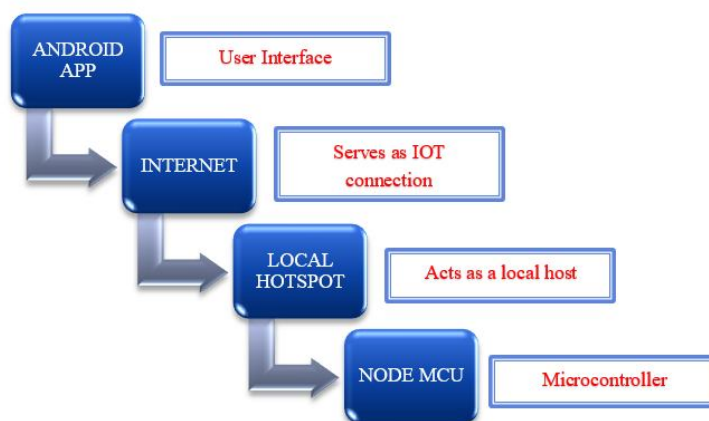 ANDROID
APP
User Interface
INTERNET
Serves as IOT
connection
LOCAL
HOTSPOT
Acts as a local host
NODE MCU
Microcontroller